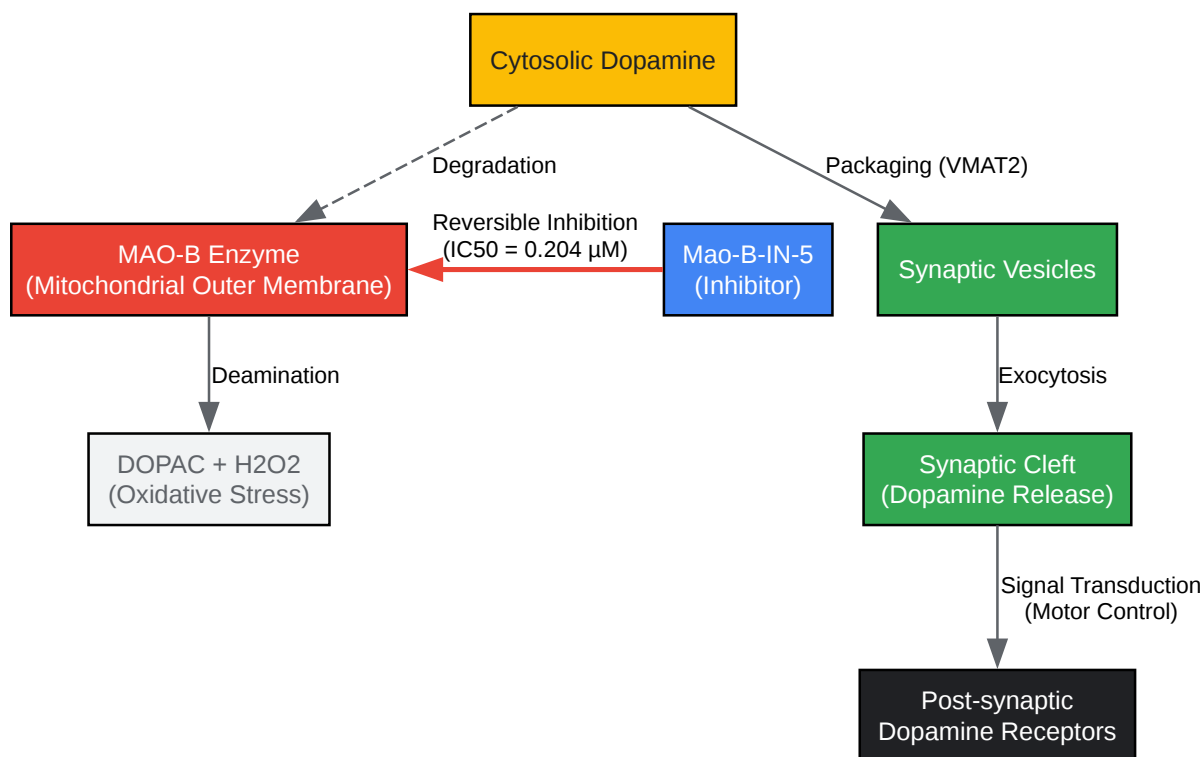 Cytosolic Dopamine
Degradation
Packaging (VMAT2)
MAO-B Enzyme
(Mitochondrial Outer Membrane)
Reversible Inhibition
(IC50 = 0.204 µM)
Mao-B-IN-5
(Inhibitor)
Synaptic Vesicles
Deamination
Exocytosis
DOPAC + H2O2
(Oxidative Stress)
Synaptic Cleft
(Dopamine Release)
Signal Transduction
(Motor Control)
Post-synaptic
Dopamine Receptors